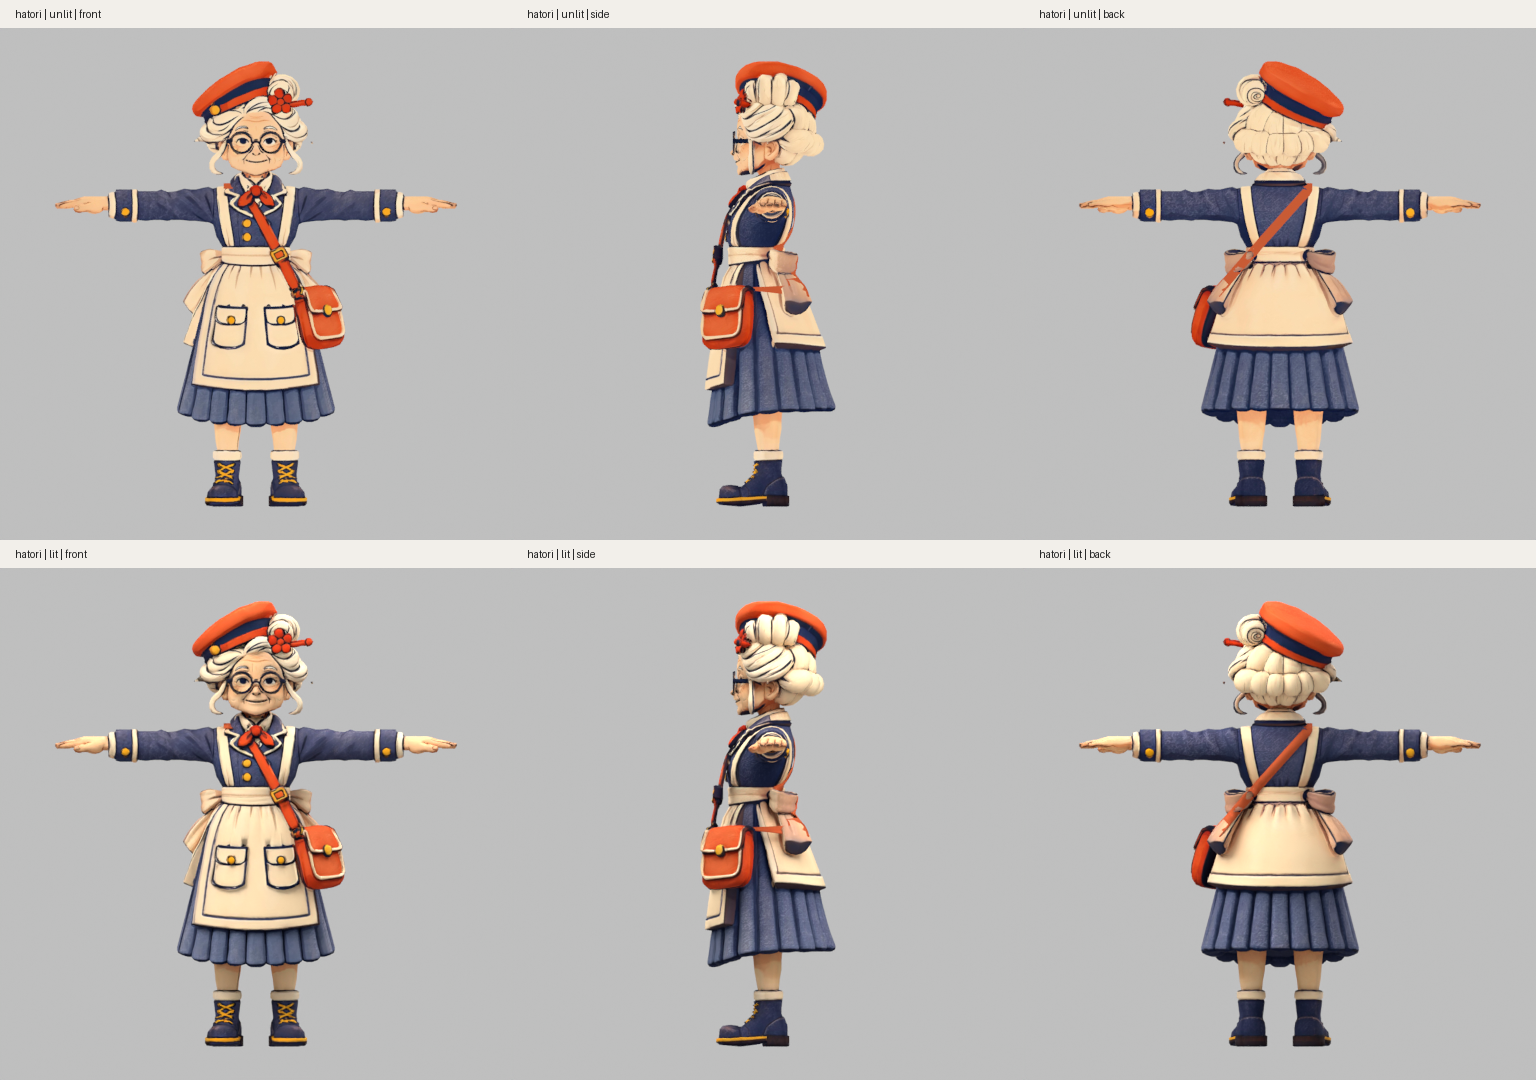 hatori | unlit | front
hatori | unlit | side
hatori | unlit | back
hatori | lit | front
hatori | lit | side
hatori | lit | back